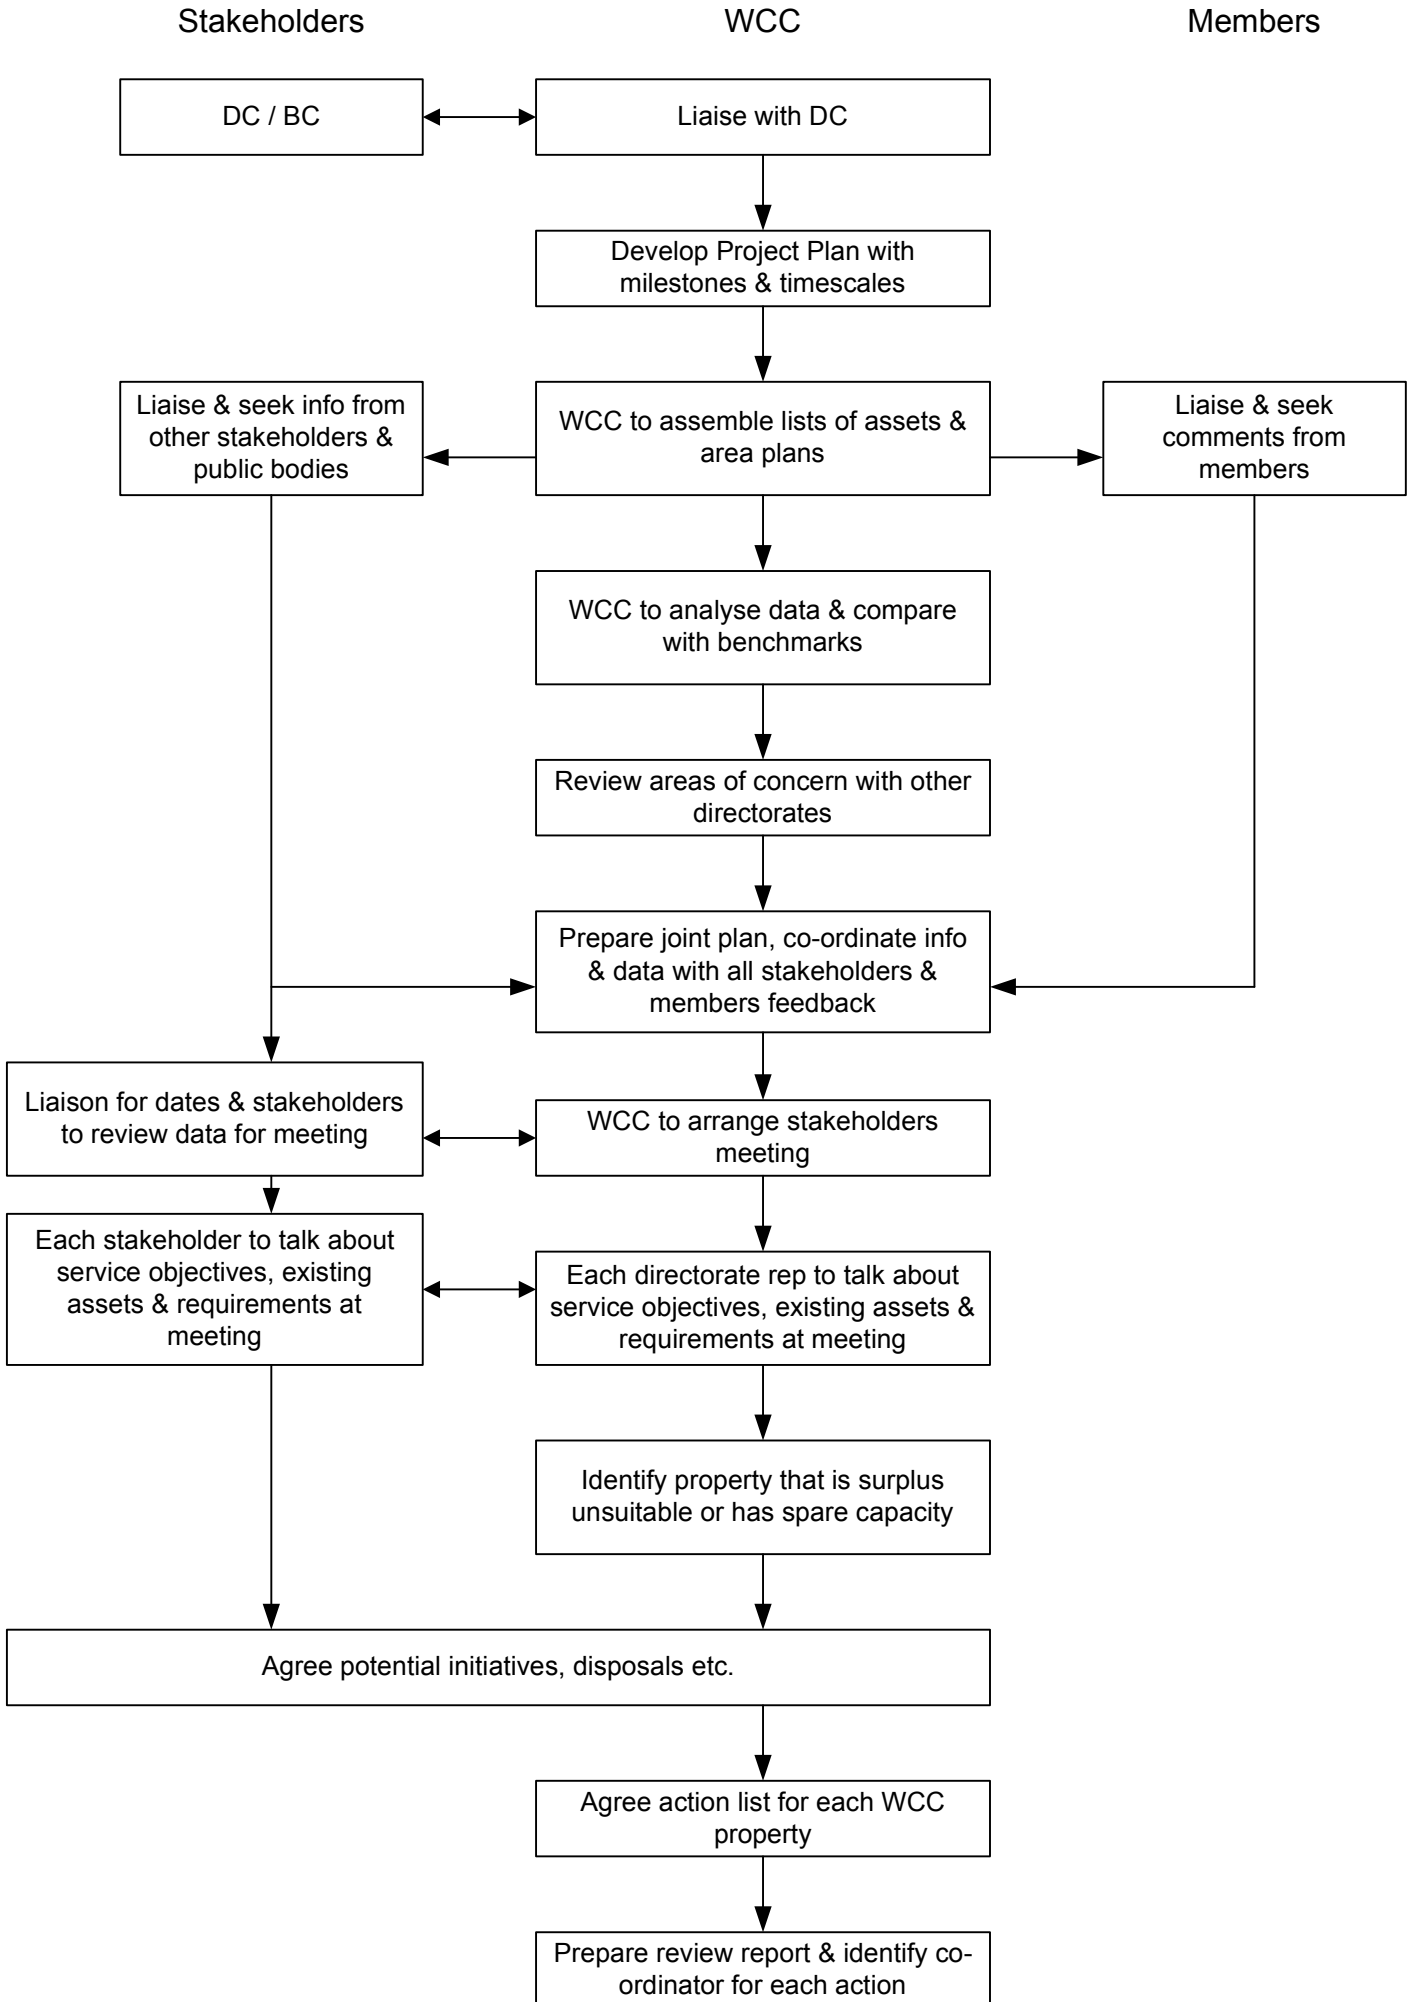 Stakeholders
WCC
Members
DC / BC
Liaise with DC
Develop Project Plan with
milestones & timescales
Liaise & seek info from
other stakeholders &
public bodies
WCC to assemble lists of assets &
area plans
Liaise & seek
comments from
members
WCC to analyse data & compare
with benchmarks
Review areas of concern with other
directorates
Prepare joint plan, co-ordinate info
& data with all stakeholders &
members feedback
Liaison for dates & stakeholders
to review data for meeting
WCC to arrange stakeholders
meeting
Each stakeholder to talk about
service objectives, existing
assets & requirements at
meeting
Each directorate rep to talk about
service objectives, existing assets &
requirements at meeting
Identify property that is surplus
unsuitable or has spare capacity
Agree potential initiatives, disposals etc.
Agree action list for each WCC
property
Prepare review report & identify co-
ordinator for each action